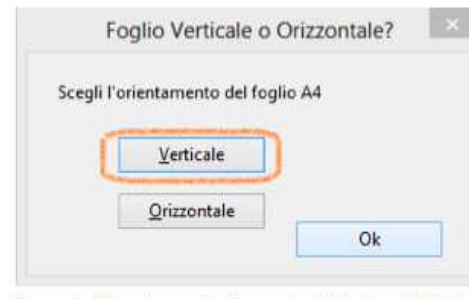 Foglio Verticale o Orizzontale?
Scegli l'orientamento del foglio A4
Verticale
Orizzontale
Ok